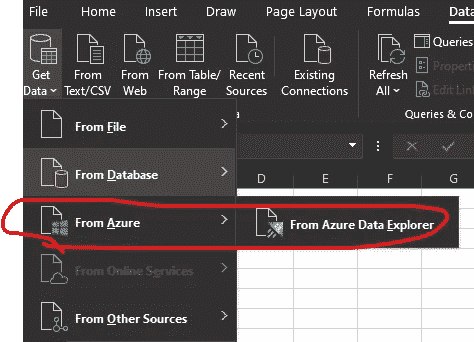 File Home Insert Draw Page Layout Formulas Data
Get Data From Text/CSV From Web From Table/ Range Recent Sources Existing Connections Refresh All Queries
Properti
Edit Link
Queries & Co
From File
D E F G
From Database
From Azure From Azure Data Explorer
From Online Services
From Other Sources